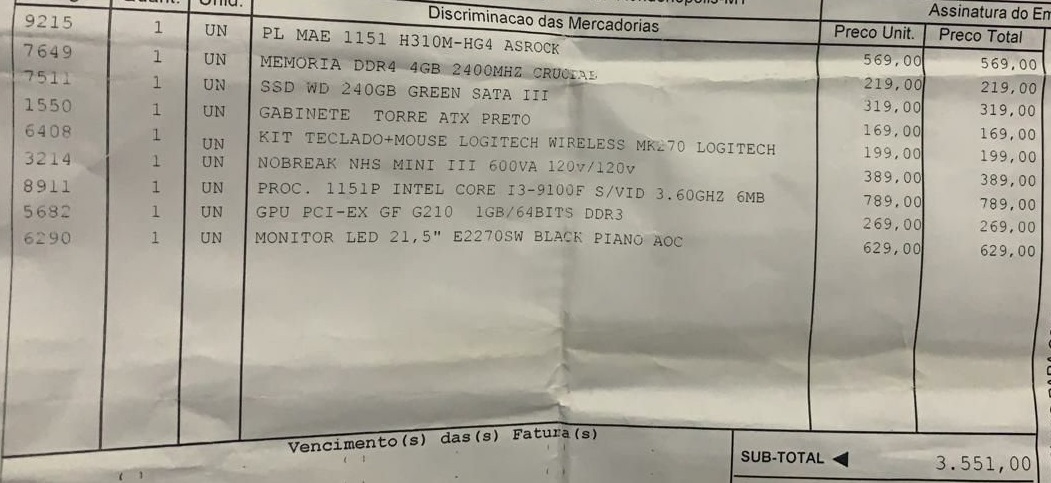 Quant. Unid. Discriminacao das Mercadorias Preco Unit. Preco Total
Assinatura do Em
9215 1 UN PL MAE 1151 H310M-HG4 ASROCK 569,00 569,00
7649 1 UN MEMORIA DDR4 4GB 2400MHZ CRUCIAL 219,00 219,00
7511 1 UN SSD WD 240GB GREEN SATA III 319,00 319,00
1550 1 UN GABINETE TORRE ATX PRETO 169,00 169,00
6408 1 UN KIT TECLADO+MOUSE LOGITECH WIRELESS MK270 LOGITECH 199,00 199,00
3214 1 UN NOBREAK NHS MINI III 600VA 120v/120v 389,00 389,00
8911 1 UN PROC. 1151P INTEL CORE I3-9100F S/VID 3.60GHZ 6MB 789,00 789,00
5682 1 UN GPU PCI-EX GF G210 1GB/64BITS DDR3 269,00 269,00
6290 1 UN MONITOR LED 21,5" E2270SW BLACK PIANO AOC 629,00 629,00
Vencimento(s) das(s) Fatura(s)
SUB-TOTAL ◀ 3.551,00